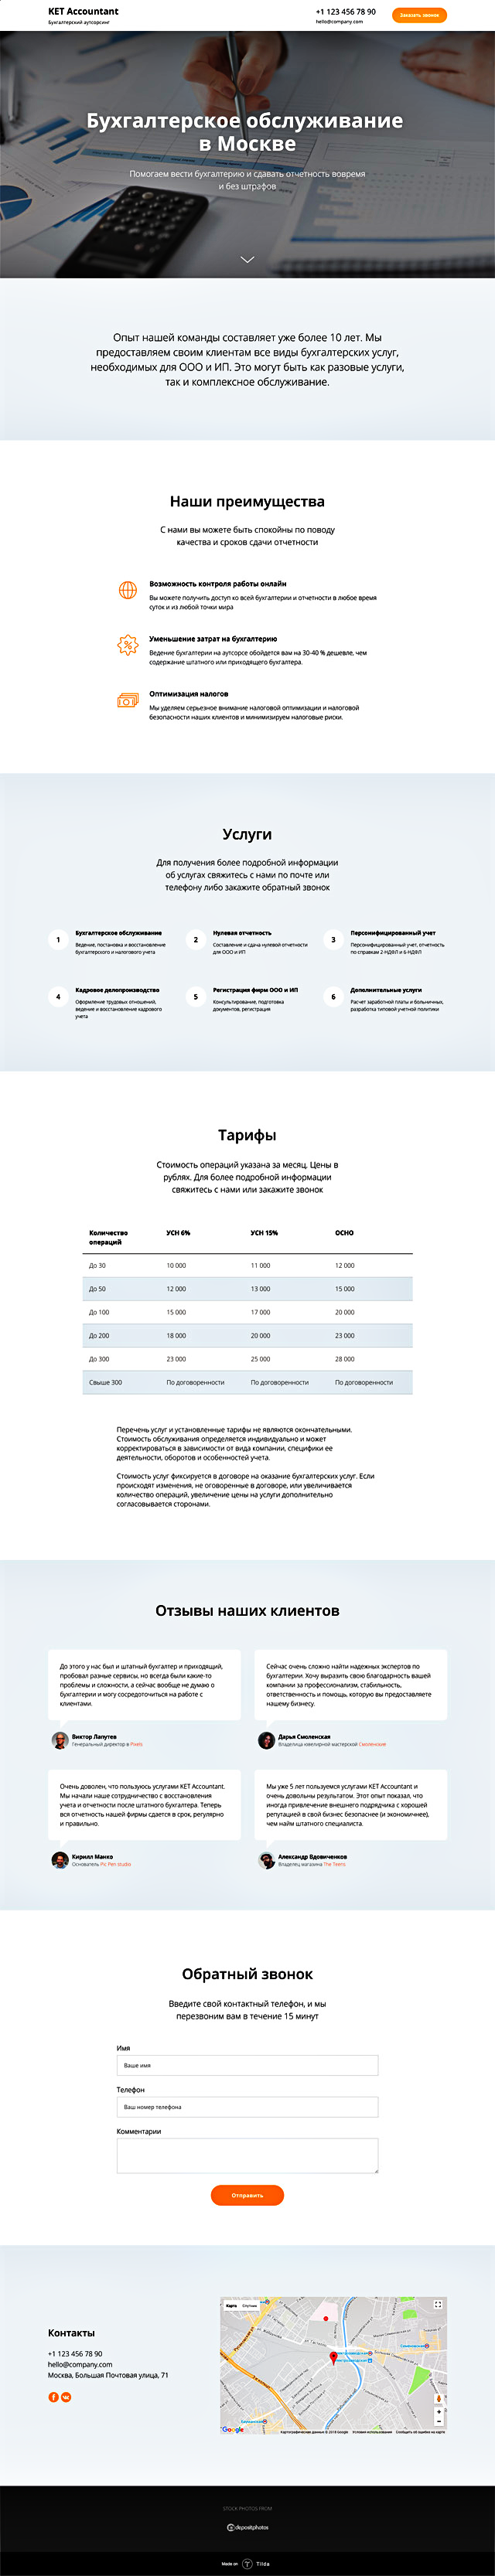 KET Accountant
Бухгалтерский аутсорсинг
+1 123 456 78 90
hello@company.com
Заказать звонок
Бухгалтерское обслуживание
в Москве
Помогаем вести бухгалтерию и сдавать отчетность вовремя
и без штрафов
Опыт нашей команды составляет уже более 10 лет. Мы
предоставляем своим клиентам все виды бухгалтерских услуг,
необходимых для ООО и ИП. Это могут быть как разовые услуги,
так и комплексное обслуживание.
Наши преимущества
С нами вы можете быть спокойны по поводу
качества и сроков сдачи отчетности
Возможность контроля работы онлайн
Вы можете получить доступ ко всей бухгалтерии и отчетности в любое время
суток и из любой точки мира
Уменьшение затрат на бухгалтерию
Ведение бухгалтерии на аутсорсе обойдется вам на 30-40 % дешевле, чем
содержание штатного или приходящего бухгалтера.
Оптимизация налогов
Мы уделяем серьезное внимание налоговой оптимизации и налоговой
безопасности наших клиентов и минимизируем налоговые риски.
Услуги
Для получения более подробной информации
об услугах свяжитесь с нами по почте или
телефону либо закажите обратный звонок
1
Бухгалтерское обслуживание
Ведение, постановка и восстановление
бухгалтерского и налогового учета
2
Нулевая отчетность
Составление и сдача нулевой отчетности
для ООО и ИП
3
Персонифицированный учет
Персонифицированный учет, отчетность
по справкам 2-НДФЛ и 6-НДФЛ
4
Кадровое делопроизводство
Оформление трудовых отношений,
ведение и восстановление кадрового
учета
5
Регистрация фирм ООО и ИП
Консультирование, подготовка
документов, регистрация
6
Дополнительные услуги
Расчет заработной платы и больничных,
разработка типовой учетной политики
Тарифы
Стоимость операций указана за месяц. Цены в
рублях. Для более подробной информации
свяжитесь с нами или закажите звонок
Количество операций УСН 6% УСН 15% ОСНО
До 30 10 000 11 000 12 000
До 50 12 000 13 000 15 000
До 100 15 000 17 000 20 000
До 200 18 000 20 000 23 000
До 300 23 000 25 000 28 000
Свыше 300 По договоренности По договоренности По договоренности
Перечень услуг и установленные тарифы не являются окончательными.
Стоимость обслуживания определяется индивидуально и может
корректироваться в зависимости от вида компании, специфики ее
деятельности, оборотов и особенностей учета.
Стоимость услуг фиксируется в договоре на оказание бухгалтерских услуг. Если
происходят изменения, не оговоренные в договоре, или увеличивается
количество операций, увеличение цены на услуги дополнительно
согласовывается сторонами.
Отзывы наших клиентов
До этого у нас был и штатный бухгалтер и приходящий,
пробовал разные сервисы, но всегда были какие-то
проблемы и сложности, а сейчас вообще не думаю о
бухгалтерии и могу сосредоточиться на работе с
клиентами.
Виктор Лапутев
Генеральный директор в Pixels
Сейчас очень сложно найти надежных экспертов по
бухгалтерии. Хочу выразить свою благодарность вашей
компании за профессионализм, стабильность,
ответственность и помощь, которую вы предоставляете
нашему бизнесу.
Дарья Смоленская
Владелица ювелирной мастерской Смоленская
Очень доволен, что пользуюсь услугами KET Accountant.
Мы начали наше сотрудничество с восстановления
учета и отчетности после штатного бухгалтера. Теперь
вся отчетность нашей фирмы сдается в срок, регулярно
и правильно.
Кирилл Манко
Основатель Pic Pen studio
Мы уже 5 лет пользуемся услугами KET Accountant и
очень довольны результатом. Этот опыт показал, что
иногда привлечение внешнего порядчика с хорошей
репутацией в свой бизнес безопаснее (и экономичнее),
чем найм штатного специалиста.
Александр Вдовиченков
Владелец магазина The Teens
Обратный звонок
Введите свой контактный телефон, и мы
перезвоним вам в течение 15 минут
Имя
Ваше имя
Телефон
Ваш номер телефона
Комментарии
Отправить
Контакты
+1 123 456 78 90
hello@company.com
Москва, Большая Почтовая улица, 71
Карта Спутник
Google
Картографические данные © 2018 Google Условия использования Сообщить об ошибке на карте
STOCK PHOTOS FROM
depositphotos
Made on Tilda